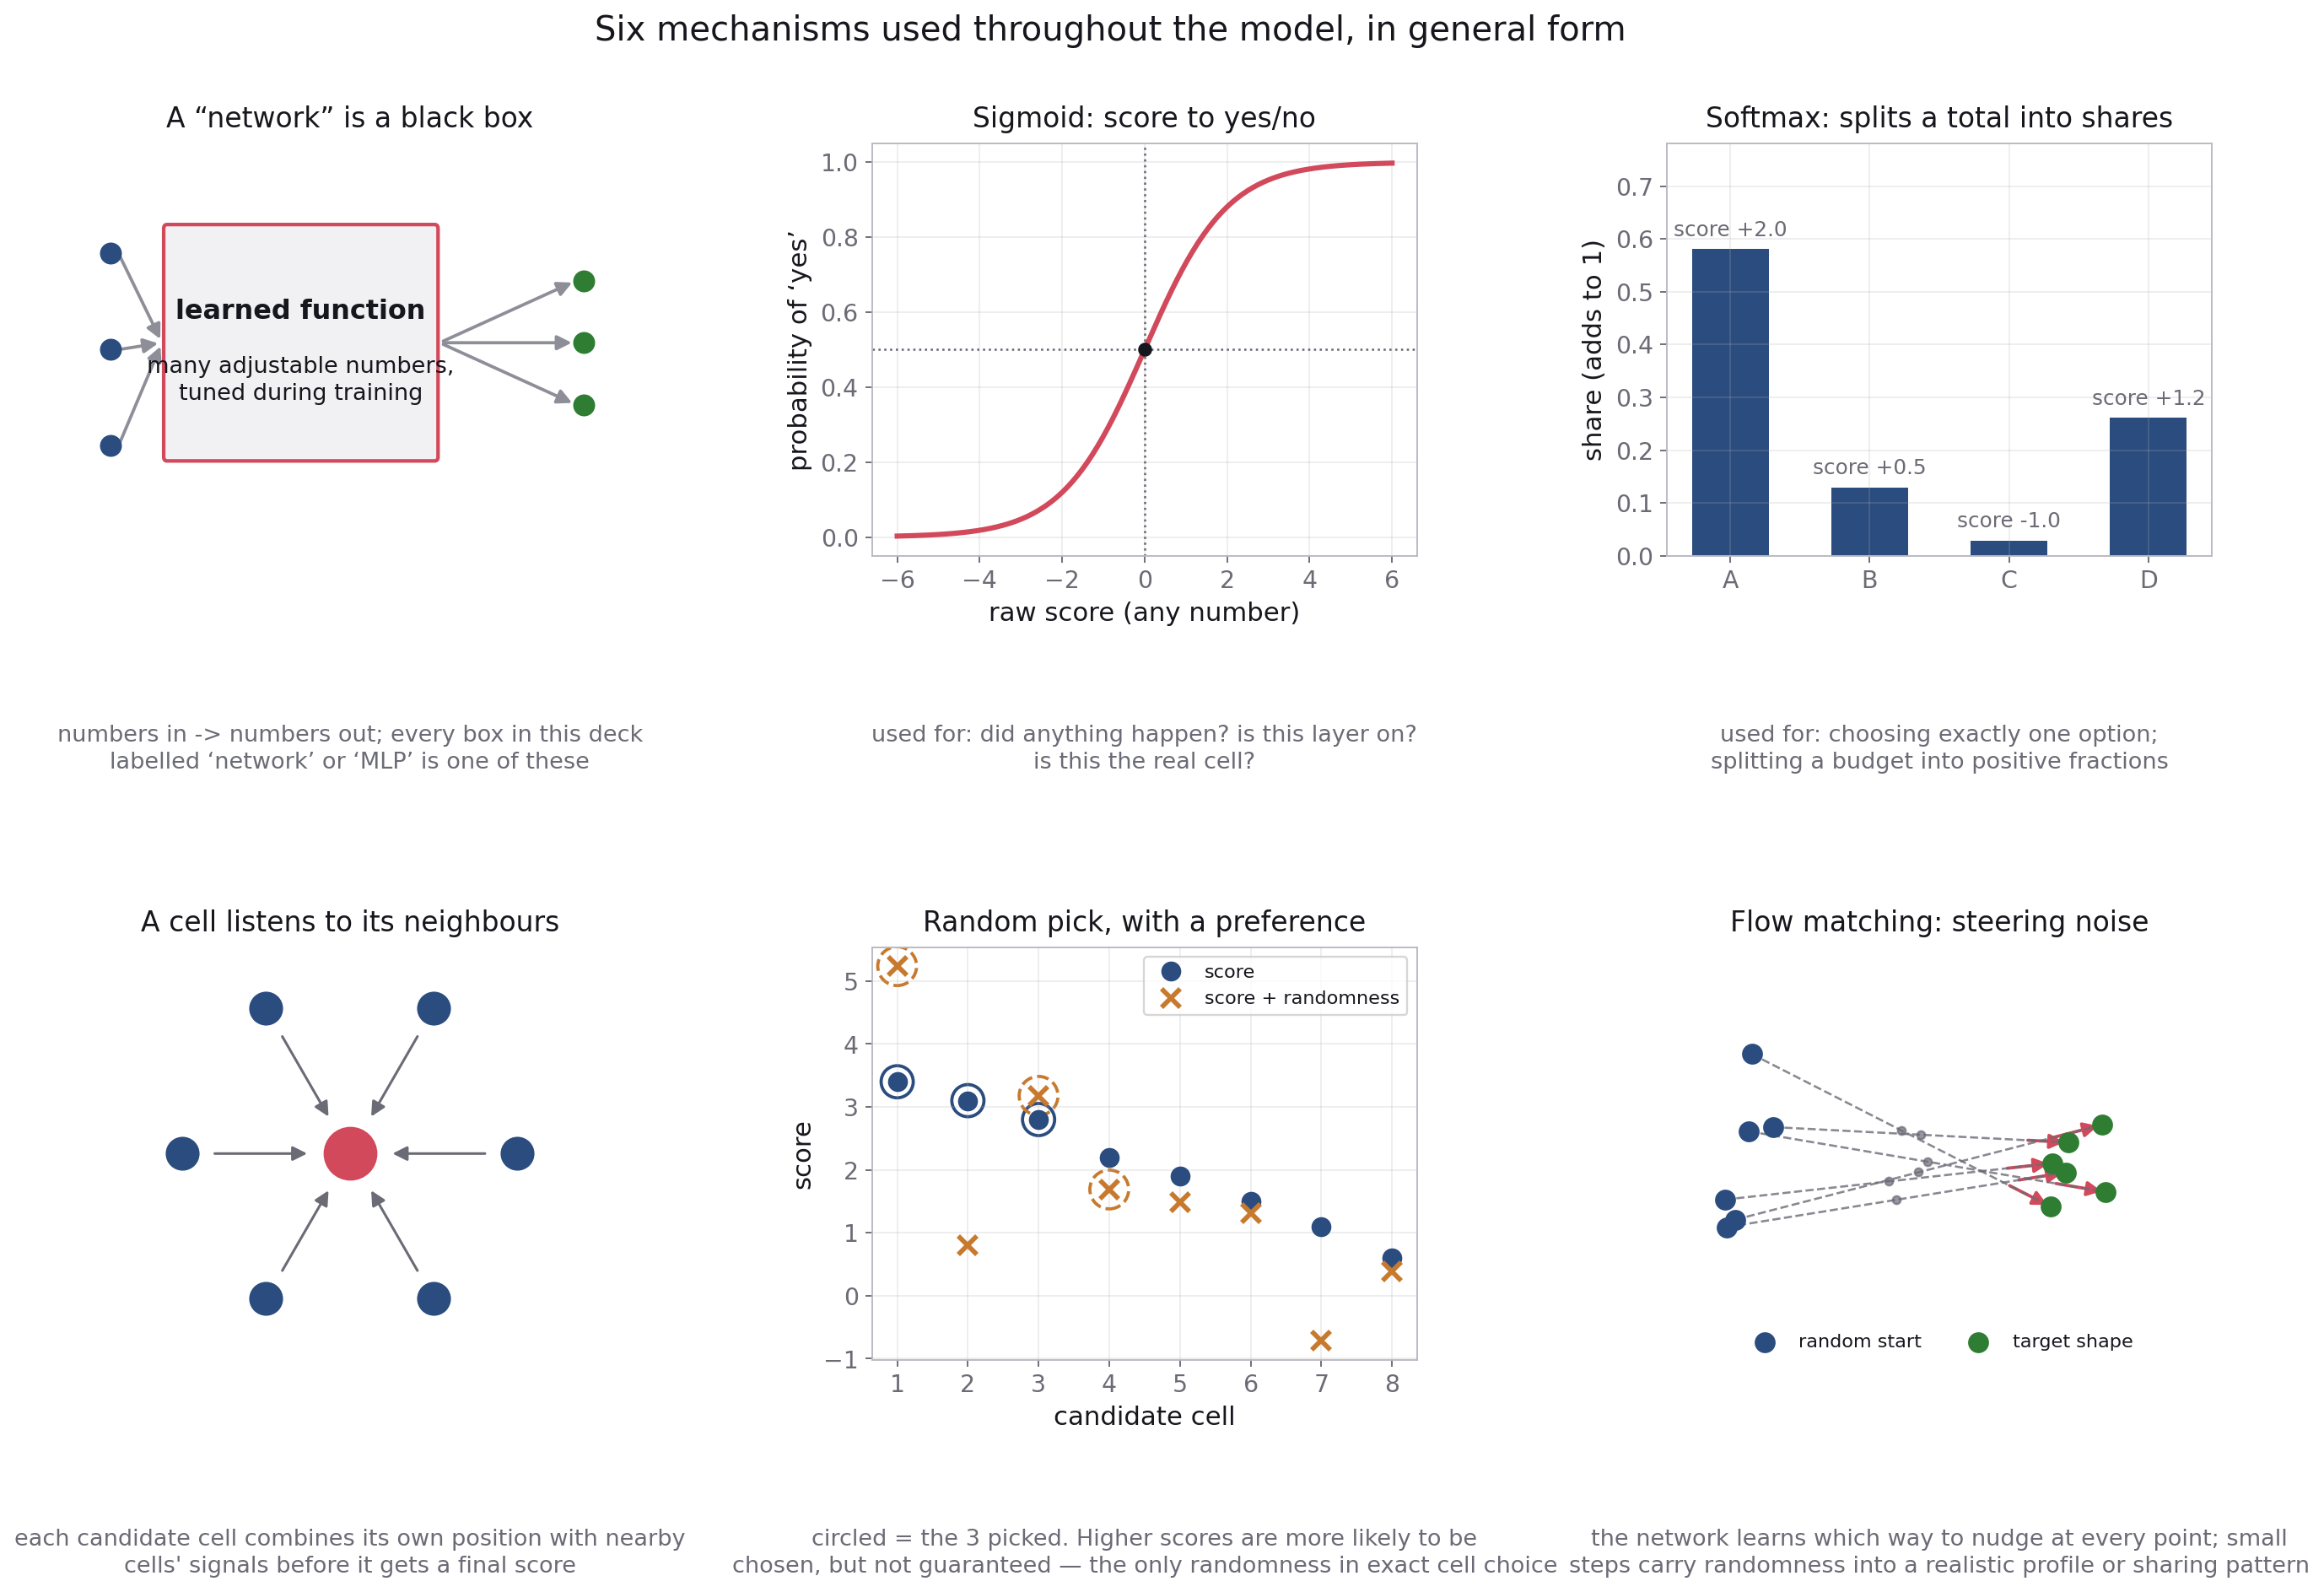 Six mechanisms used throughout the model, in general form
A “network” is a black box
learned function
many adjustable numbers,
tuned during training
numbers in -> numbers out; every box in this deck
labelled ‘network’ or ‘MLP’ is one of these
Sigmoid: score to yes/no
probability of ‘yes’
1.0
0.8
0.6
0.4
0.2
0.0
−6
−4
−2
0
2
4
6
raw score (any number)
used for: did anything happen? is this layer on?
is this the real cell?
Softmax: splits a total into shares
share (adds to 1)
0.7
0.6
0.5
0.4
0.3
0.2
0.1
0.0
score +2.0
score +0.5
score -1.0
score +1.2
A
B
C
D
used for: choosing exactly one option;
splitting a budget into positive fractions
A cell listens to its neighbours
each candidate cell combines its own position with nearby
cells' signals before it gets a final score
Random pick, with a preference
score
5
4
3
2
1
0
−1
score
score + randomness
1
2
3
4
5
6
7
8
candidate cell
circled = the 3 picked. Higher scores are more likely to be
chosen, but not guaranteed — the only randomness in exact cell choice
Flow matching: steering noise
random start
target shape
the network learns which way to nudge at every point; small
steps carry randomness into a realistic profile or sharing pattern